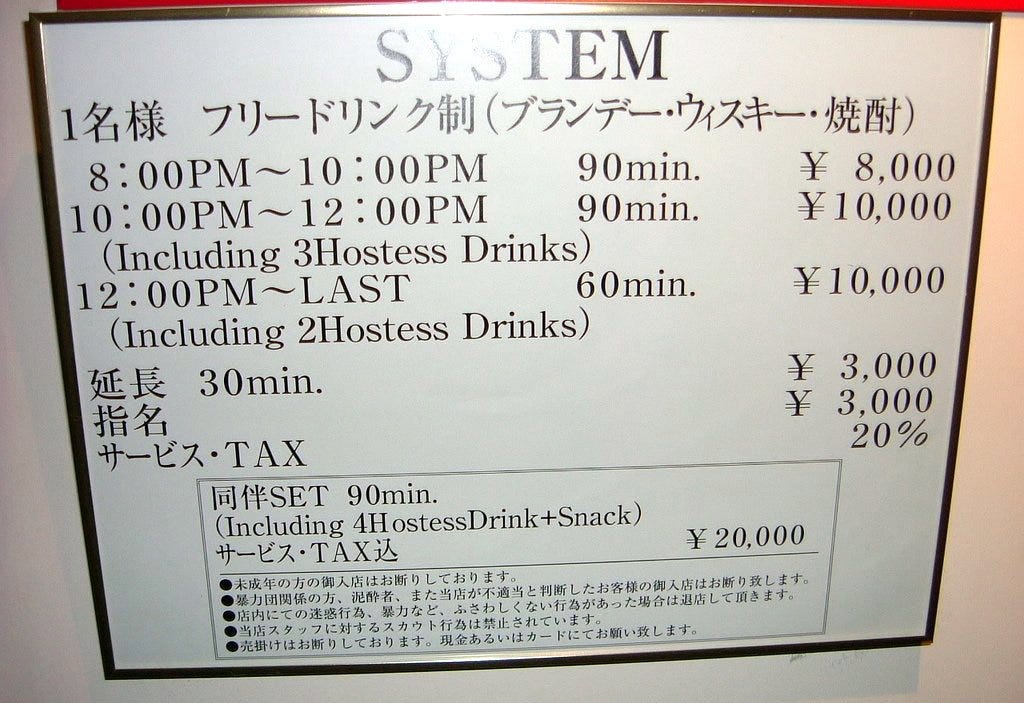 SYSTEM
1名様 フリードリンク制(ブランデー・ウィスキー・焼酎)
8:00PM〜10:00PM 90min. ¥ 8,000
10:00PM〜12:00PM 90min. ¥10,000
(Including 3Hostess Drinks)
12:00PM〜LAST 60min. ¥10,000
(Including 2Hostess Drinks)
延長 30min. ¥ 3,000
指名 ¥ 3,000
サービス・TAX 20%
同伴SET 90min.
(Including 4HostessDrink+Snack)
サービス・TAX込 ¥20,000
●未成年の方の御入店はお断りしております。
●暴力団関係の方、泥酔者、また当店が不適当と判断したお客様の御入店はお断り致します。
●店内にての迷惑行為、暴力など、ふさわしくない行為があった場合は退店して頂きます。
●当店スタッフに対するスカウト行為は禁止されています。
●売掛けはお断りしております。現金あるいはカードにてお願い致します。